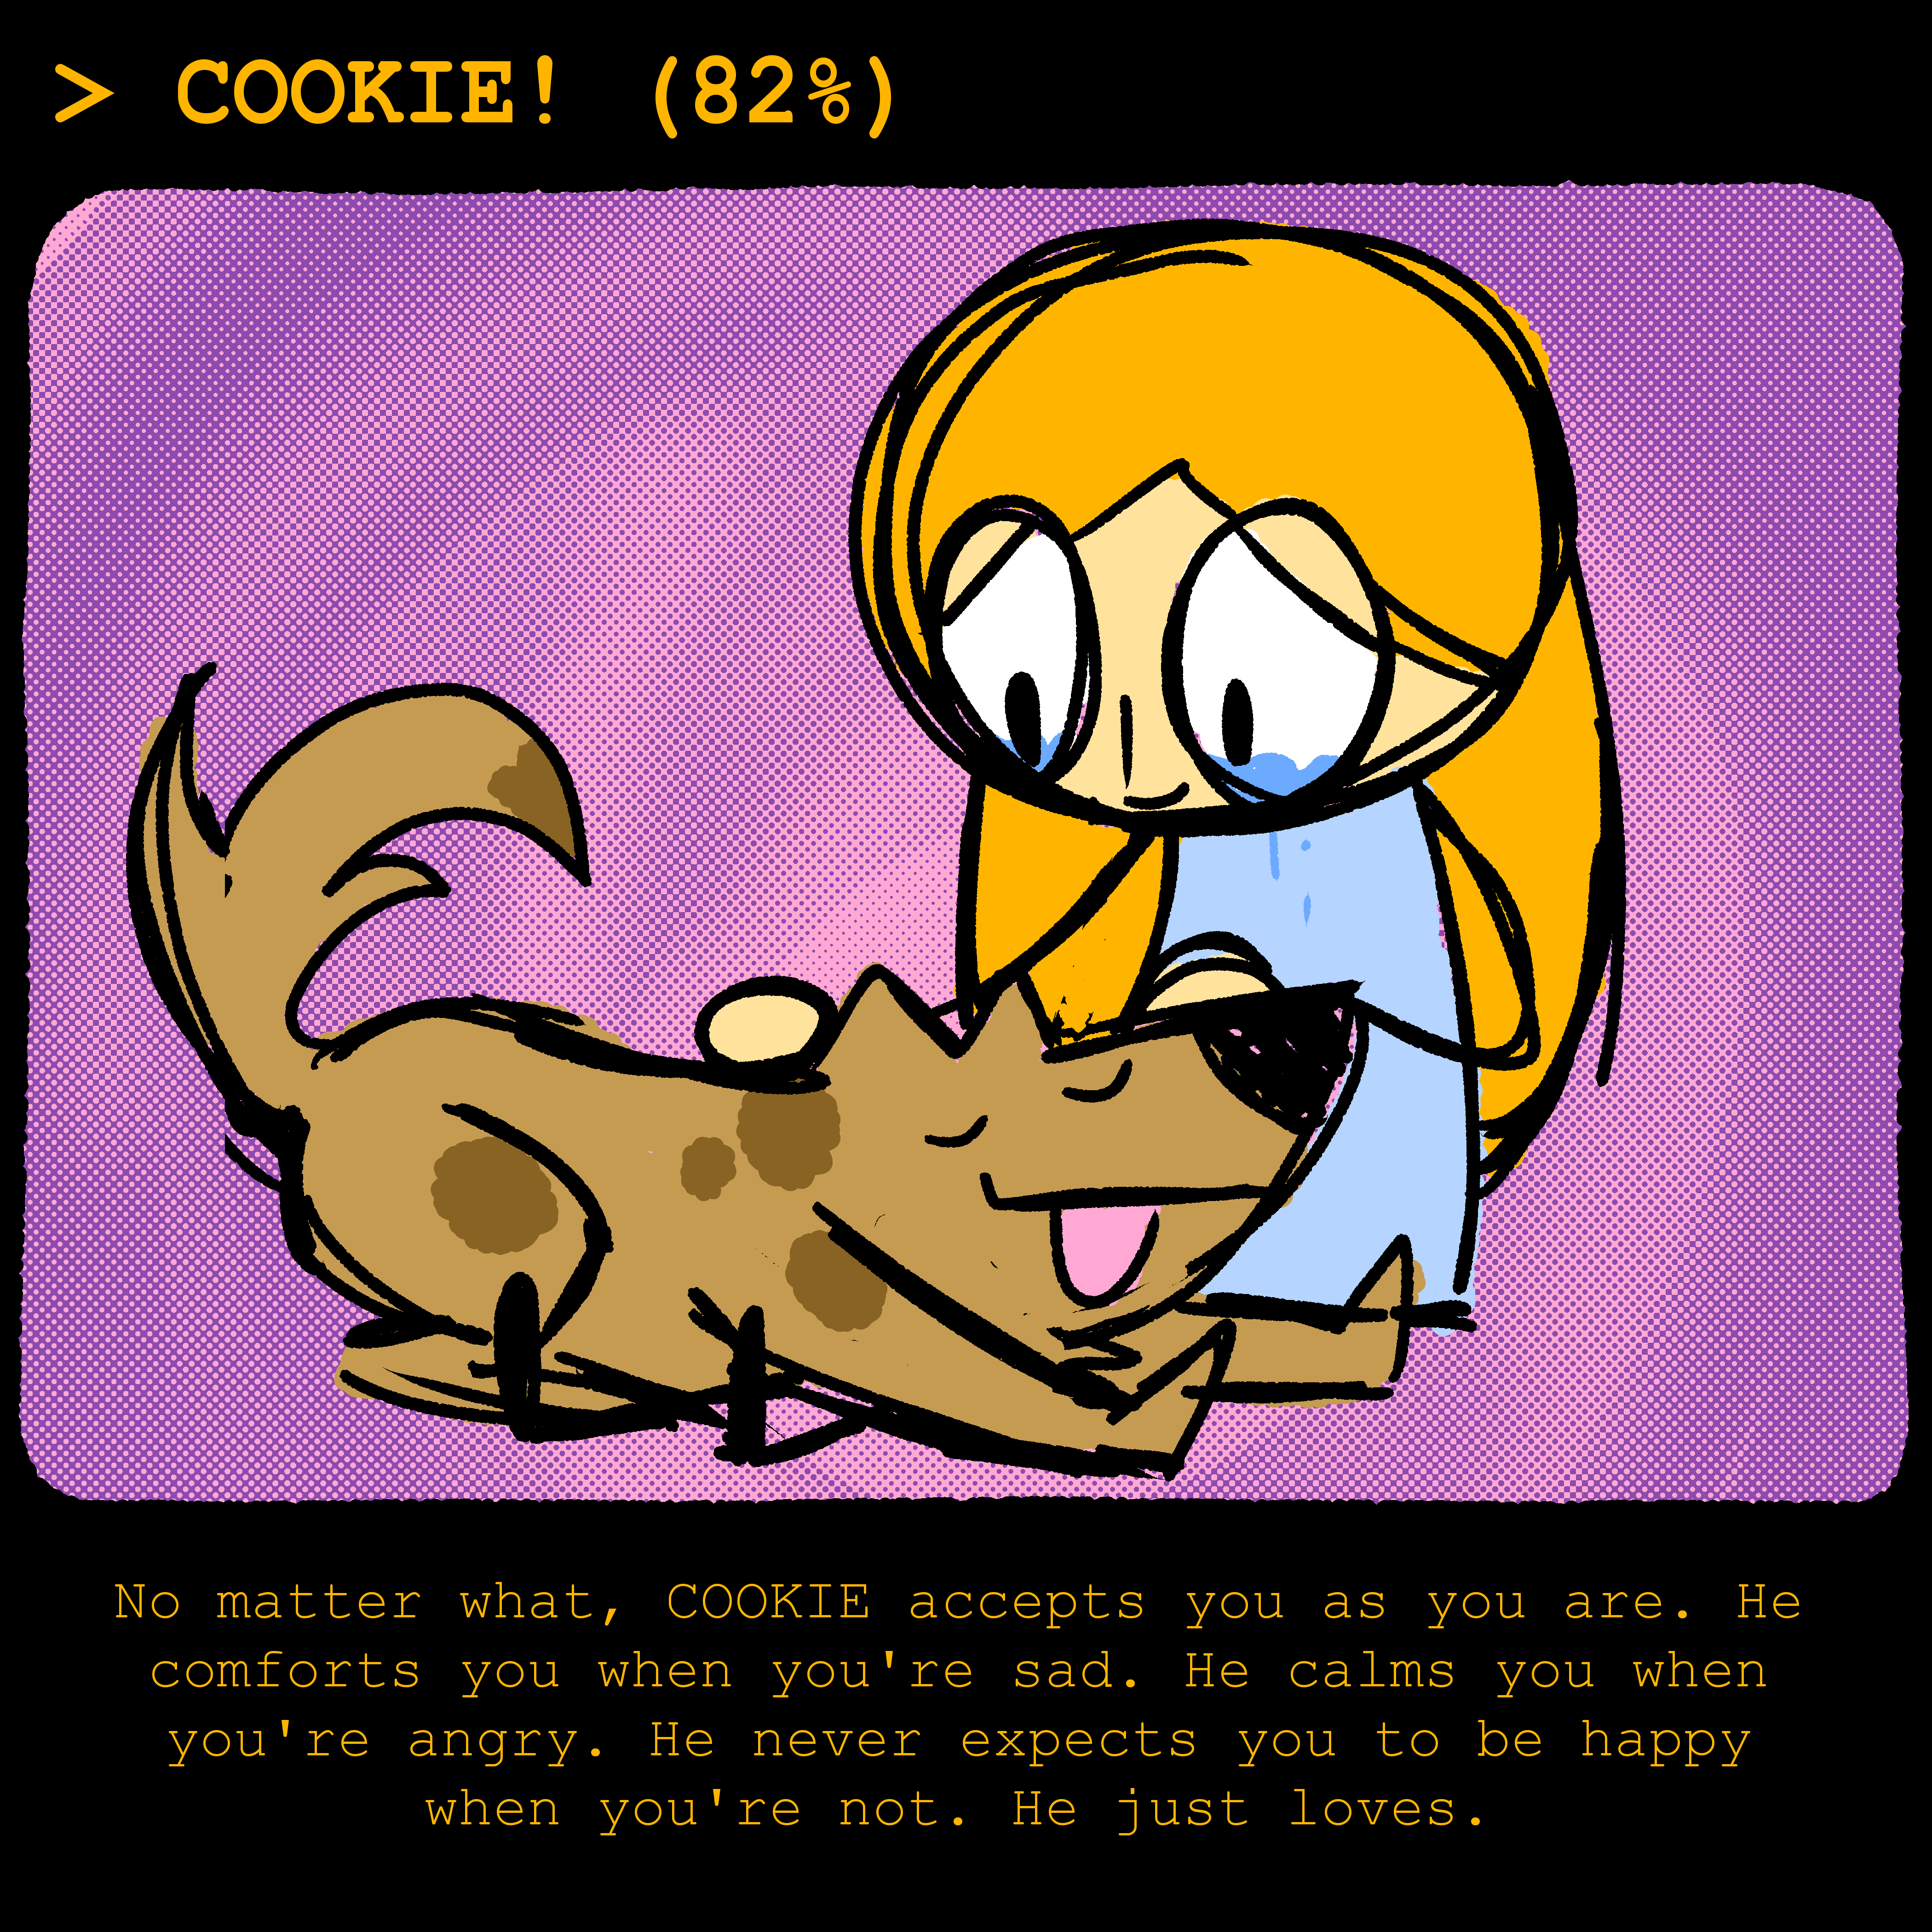 > COOKIE! (82%)
No matter what, COOKIE accepts you as you are. He
comforts you when you're sad. He calms you when
you're angry. He never expects you to be happy
when you're not. He just loves.